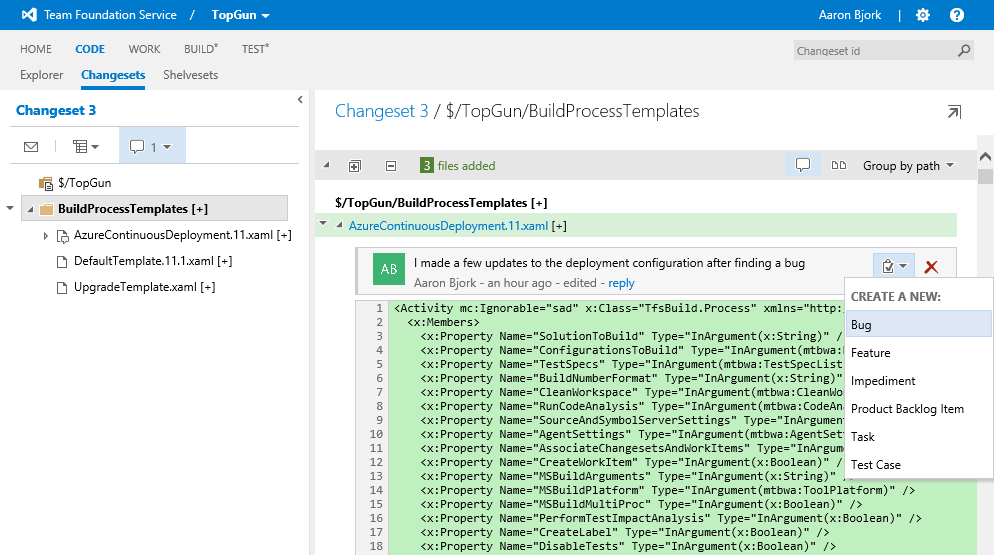 Team Foundation Service / TopGun
Aaron Bjork | ?
HOME CODE WORK BUILD* TEST*
Changeset id
Explorer Changesets Shelvesets
Changeset 3
1
$/TopGun
BuildProcessTemplates [+]
AzureContinuousDeployment.11.xaml [+]
DefaultTemplate.11.1.xaml [+]
UpgradeTemplate.xaml [+]
Changeset 3 / $/TopGun/BuildProcessTemplates
3 files added
Group by path
$/TopGun/BuildProcessTemplates [+]
AzureContinuousDeployment.11.xaml [+]
AB
I made a few updates to the deployment configuration after finding a bug
Aaron Bjork - an hour ago - edited - reply
1 <Activity mc:Ignorable="sad" x:Class="TfsBuild.Process" xmlns="http:
2 <x:Members>
3 <x:Property Name="SolutionToBuild" Type="InArgument(x:String)" /
4 <x:Property Name="ConfigurationsToBuild" Type="InArgument(mtbwa:
5 <x:Property Name="TestSpecs" Type="InArgument(mtbwa:TestSpecList
6 <x:Property Name="BuildNumberFormat" Type="InArgument(x:String)"
7 <x:Property Name="CleanWorkspace" Type="InArgument(mtbwa:CleanWo
8 <x:Property Name="RunCodeAnalysis" Type="InArgument(mtbwa:CodeAn
9 <x:Property Name="SourceAndSymbolServerSettings" Type="InArgumen
10 <x:Property Name="AgentSettings" Type="InArgument(mtbwa:AgentSet
11 <x:Property Name="AssociateChangesetsAndWorkItems" Type="InArgum
12 <x:Property Name="CreateWorkItem" Type="InArgument(x:Boolean)" /
13 <x:Property Name="MSBuildArguments" Type="InArgument(x:String)" /
14 <x:Property Name="MSBuildPlatform" Type="InArgument(mtbwa:ToolPlatform)" />
15 <x:Property Name="MSBuildMultiProc" Type="InArgument(x:Boolean)" />
16 <x:Property Name="PerformTestImpactAnalysis" Type="InArgument(x:Boolean)" />
17 <x:Property Name="CreateLabel" Type="InArgument(x:Boolean)" />
18 <x:Property Name="DisableTests" Type="InArgument(x:Boolean)" />
CREATE A NEW:
Bug
Feature
Impediment
Product Backlog Item
Task
Test Case